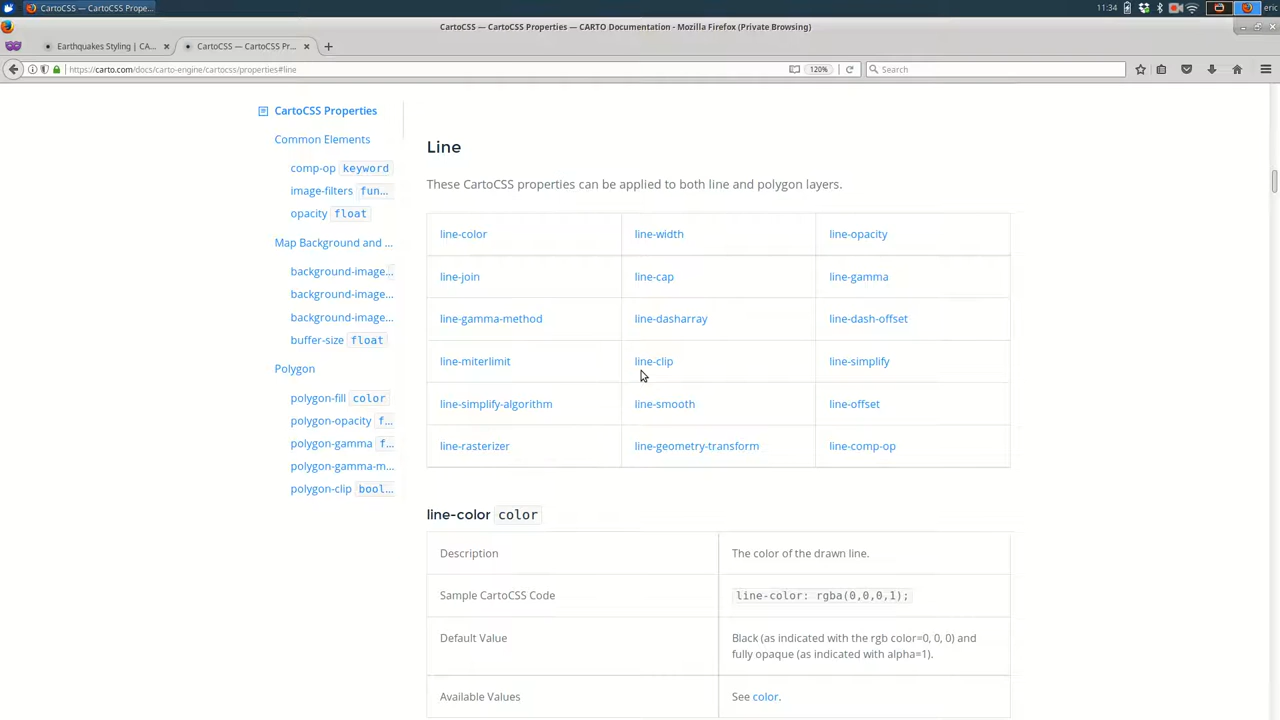 CartoCSS — CartoCSS Prope...
11:34
eric
CartoCSS — CartoCSS Properties — CARTO Documentation - Mozilla Firefox (Private Browsing)
Earthquakes Styling | CA...
CartoCSS — CartoCSS Pr...
https://carto.com/docs/carto-engine/cartocss/properties#line
120%
Search
CartoCSS Properties
Common Elements
comp-op keyword
image-filters fun...
opacity float
Map Background and ...
background-image...
background-image...
background-image...
buffer-size float
Polygon
polygon-fill color
polygon-opacity f...
polygon-gamma f...
polygon-gamma-m...
polygon-clip bool...
Line
These CartoCSS properties can be applied to both line and polygon layers.
line-color line-width line-opacity
line-join line-cap line-gamma
line-gamma-method line-dasharray line-dash-offset
line-miterlimit line-clip line-simplify
line-simplify-algorithm line-smooth line-offset
line-rasterizer line-geometry-transform line-comp-op
line-color color
Description The color of the drawn line.
Sample CartoCSS Code line-color: rgba(0,0,0,1);
Default Value Black (as indicated with the rgb color=0, 0, 0) and
fully opaque (as indicated with alpha=1).
Available Values See color.